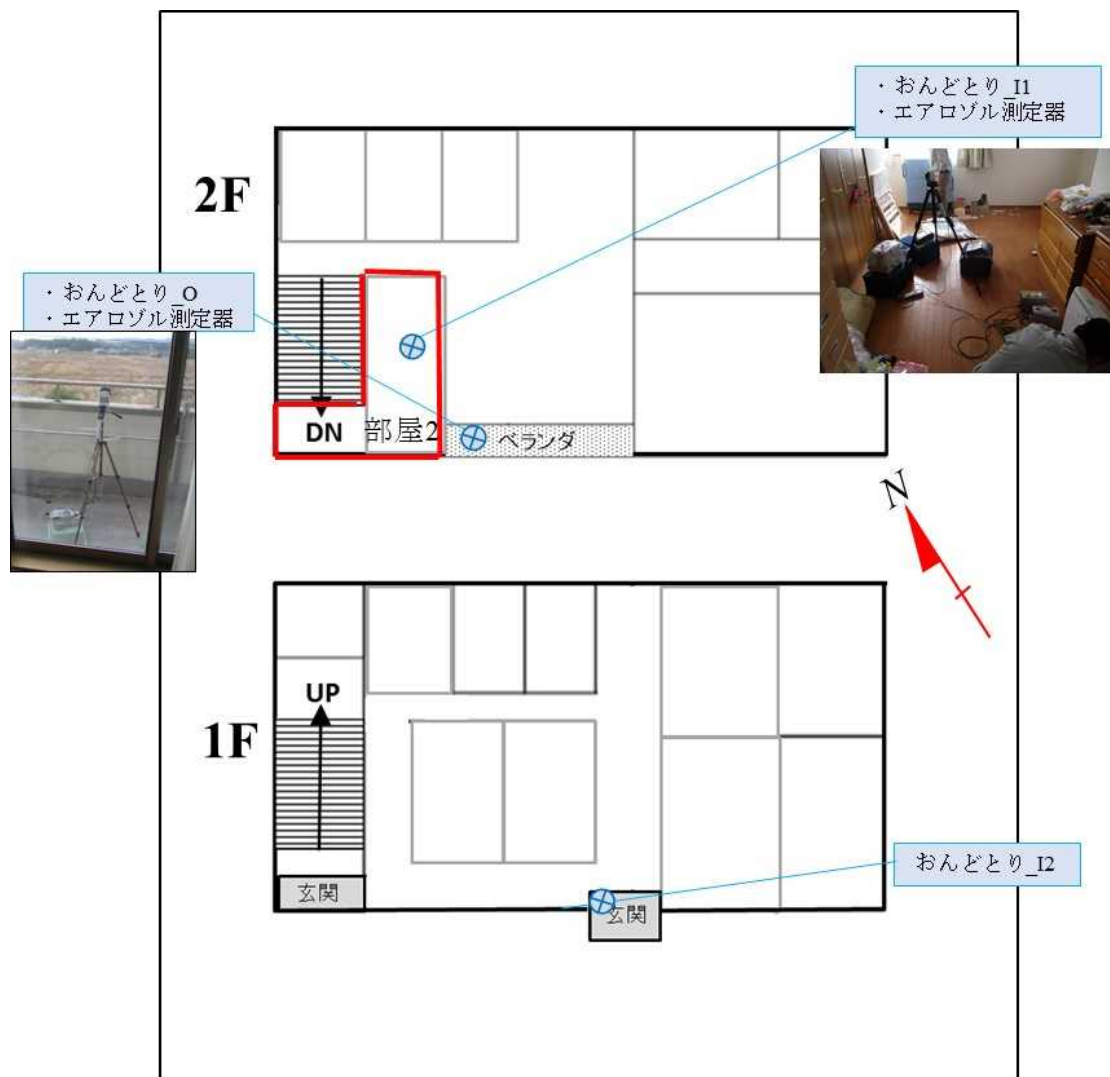 ・おんどとり_I1
・エアロゾル測定器
2F
・おんどとり_O
・エアロゾル測定器
DN
部屋2
ベランダ
N
UP
1F
おんどとり_I2
玄関
玄関